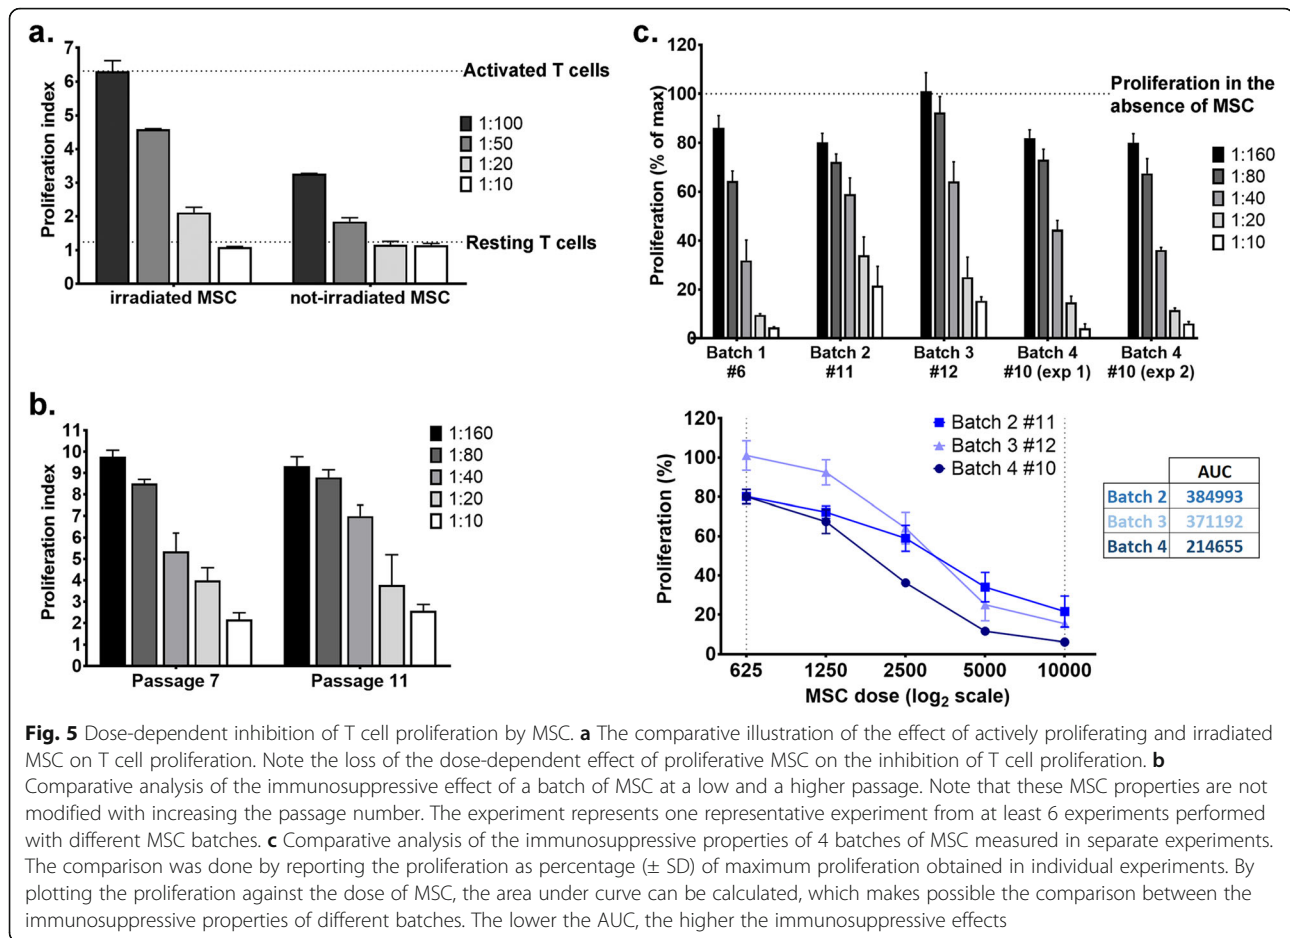 a.
7
6
5
4
3
2
1
0
Proliferation index
Activated T cells
1:100
1:50
1:20
1:10
Resting T cells
irradiated MSC
not-irradiated MSC
b.
11
10
9
8
7
6
5
4
3
2
1
0
Proliferation index
1:160
1:80
1:40
1:20
1:10
Passage 7
Passage 11
c.
120
100
80
60
40
20
0
Proliferation (% of max)
Proliferation in the
absence of MSC
1:160
1:80
1:40
1:20
1:10
Batch 1
#6
Batch 2
#11
Batch 3
#12
Batch 4
#10 (exp 1)
Batch 4
#10 (exp 2)
120
100
80
60
40
20
0
Proliferation (%)
Batch 2 #11
Batch 3 #12
Batch 4 #10
625 1250 2500 5000 10000
MSC dose (log2 scale)
AUC
Batch 2 384993
Batch 3 371192
Batch 4 214655
Fig. 5 Dose-dependent inhibition of T cell proliferation by MSC. a The comparative illustration of the effect of actively proliferating and irradiated
MSC on T cell proliferation. Note the loss of the dose-dependent effect of proliferative MSC on the inhibition of T cell proliferation. b
Comparative analysis of the immunosuppressive effect of a batch of MSC at a low and a higher passage. Note that these MSC properties are not
modified with increasing the passage number. The experiment represents one representative experiment from at least 6 experiments performed
with different MSC batches. c Comparative analysis of the immunosuppressive properties of 4 batches of MSC measured in separate experiments.
The comparison was done by reporting the proliferation as percentage (± SD) of maximum proliferation obtained in individual experiments. By
plotting the proliferation against the dose of MSC, the area under curve can be calculated, which makes possible the comparison between the
immunosuppressive properties of different batches. The lower the AUC, the higher the immunosuppressive effects